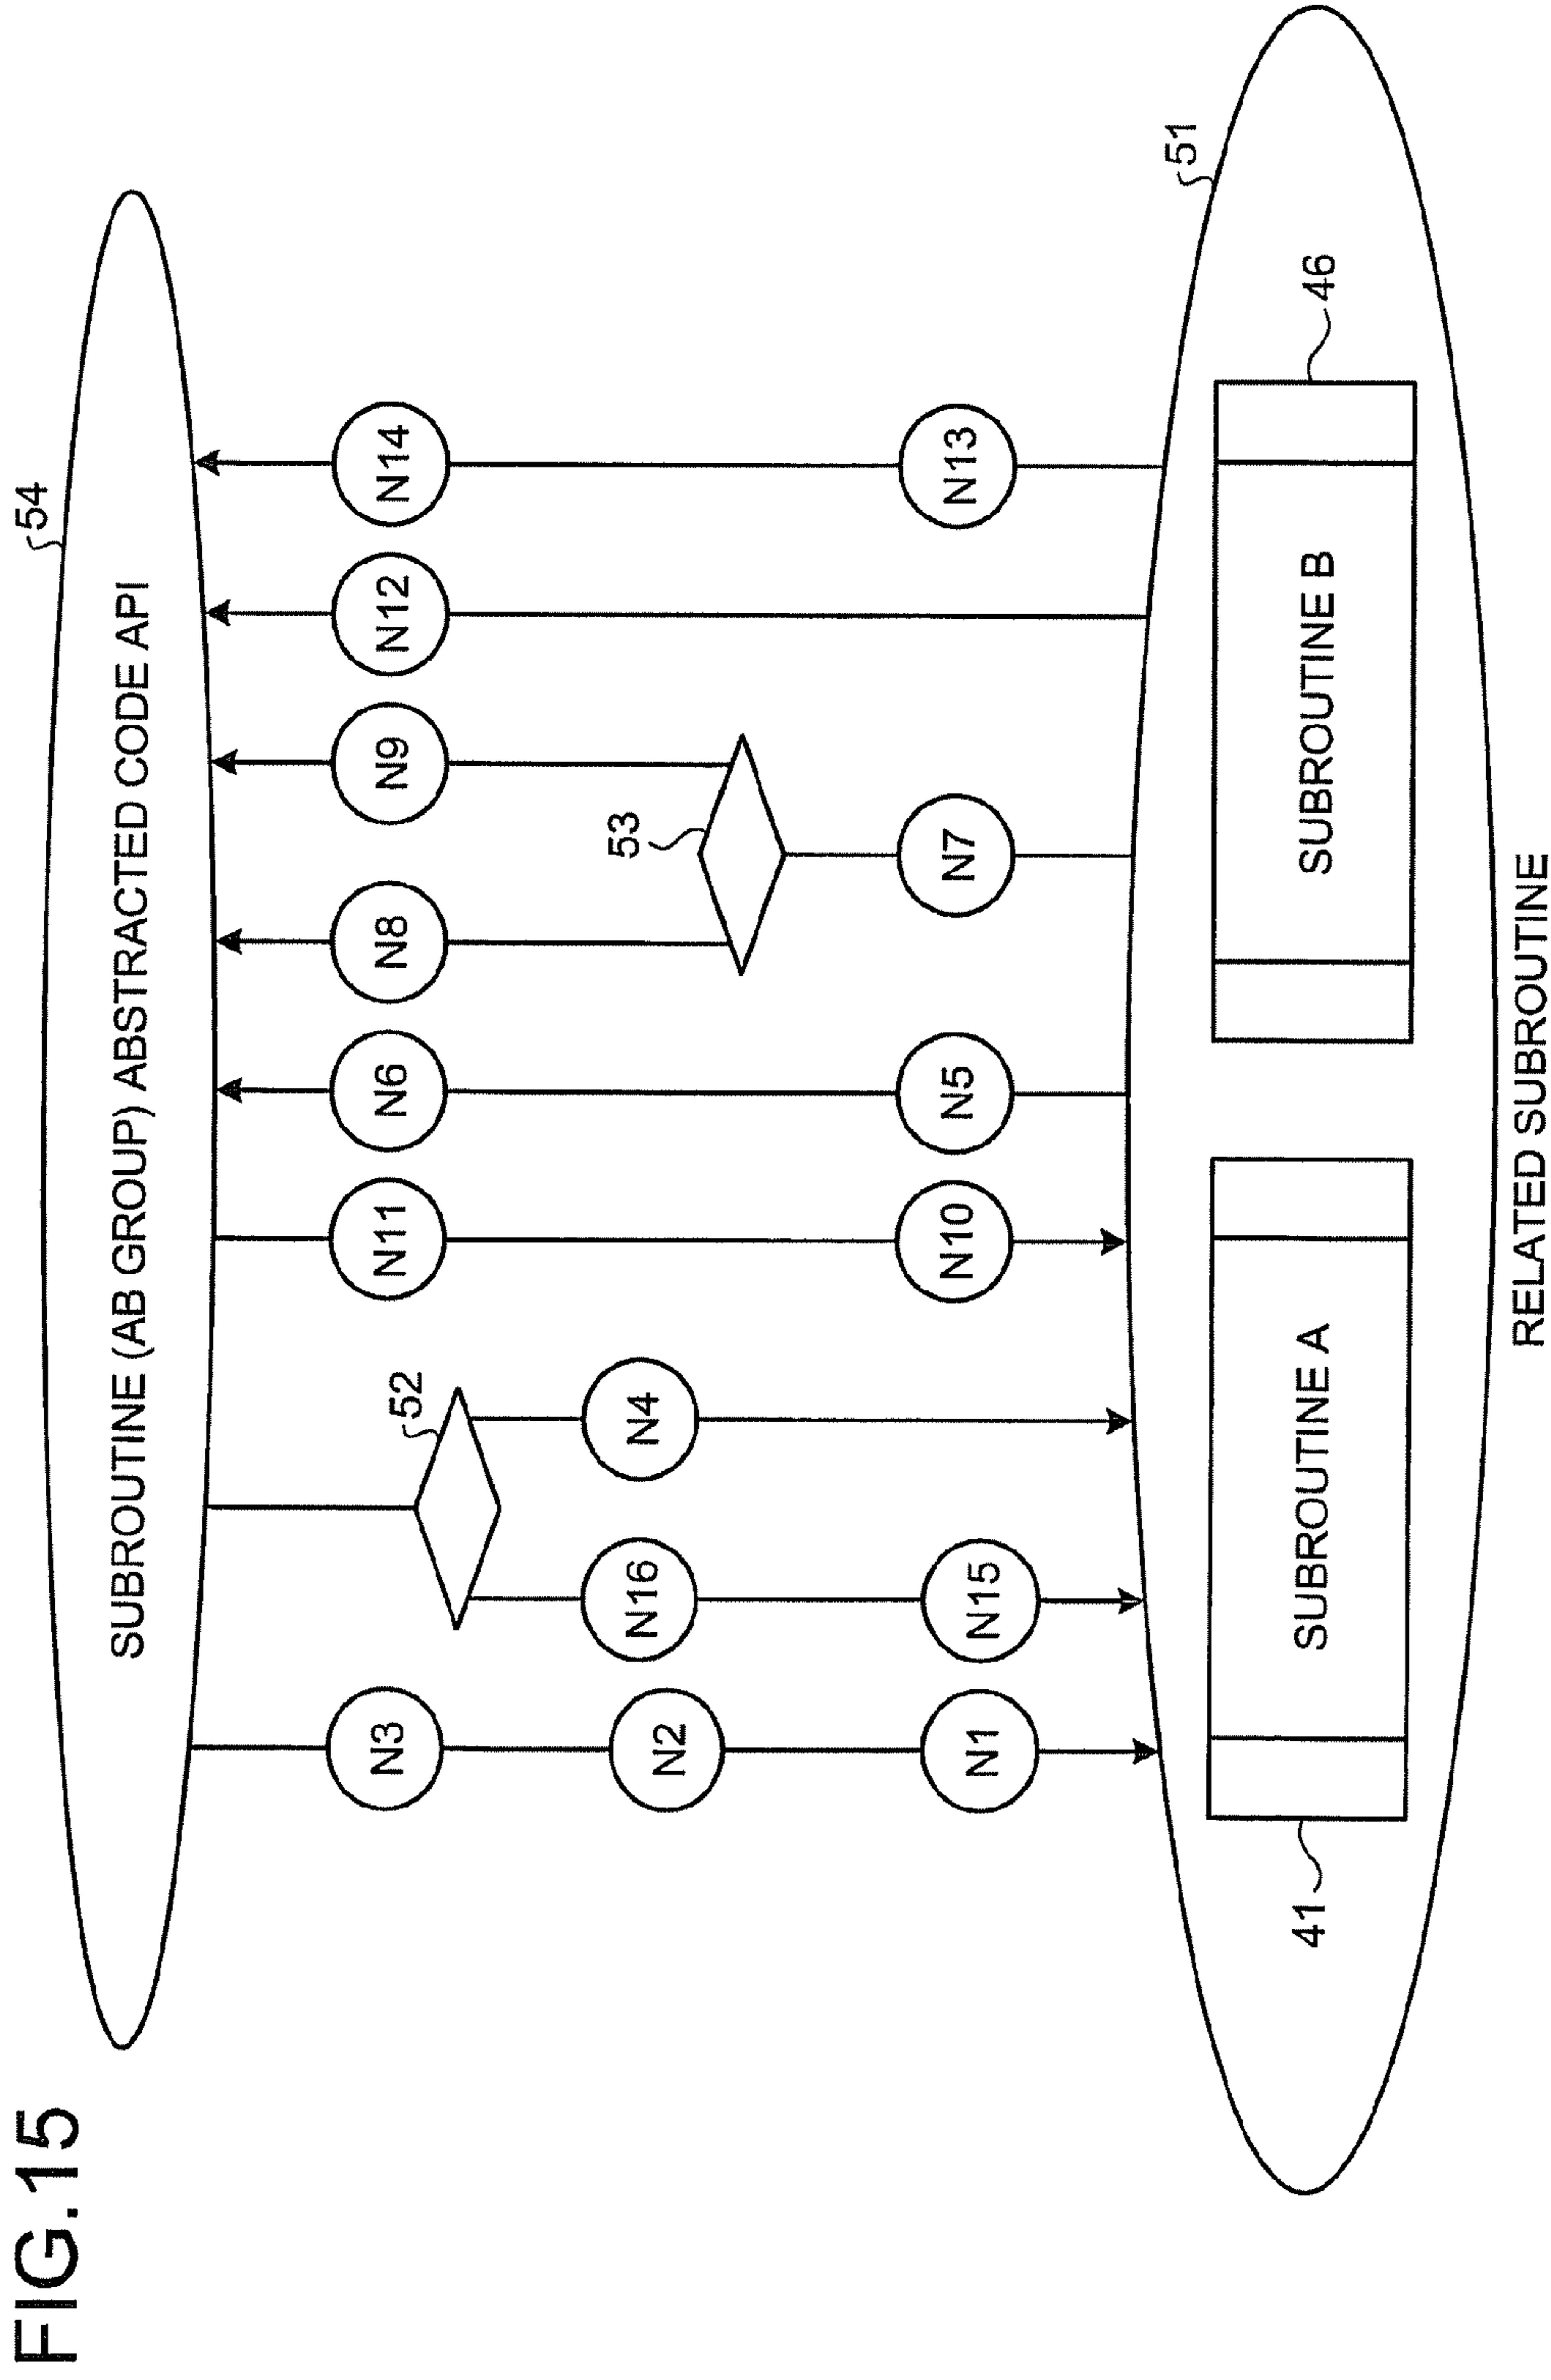 FIG.15
54
SUBROUTINE (AB GROUP) ABSTRACTED CODE API
N3
N11
N6
N8
N9
N12
N14
52
53
N16
N4
N2
N1
N15
N10
N5
N7
N13
51
41
SUBROUTINE A
SUBROUTINE B
46
RELATED SUBROUTINE